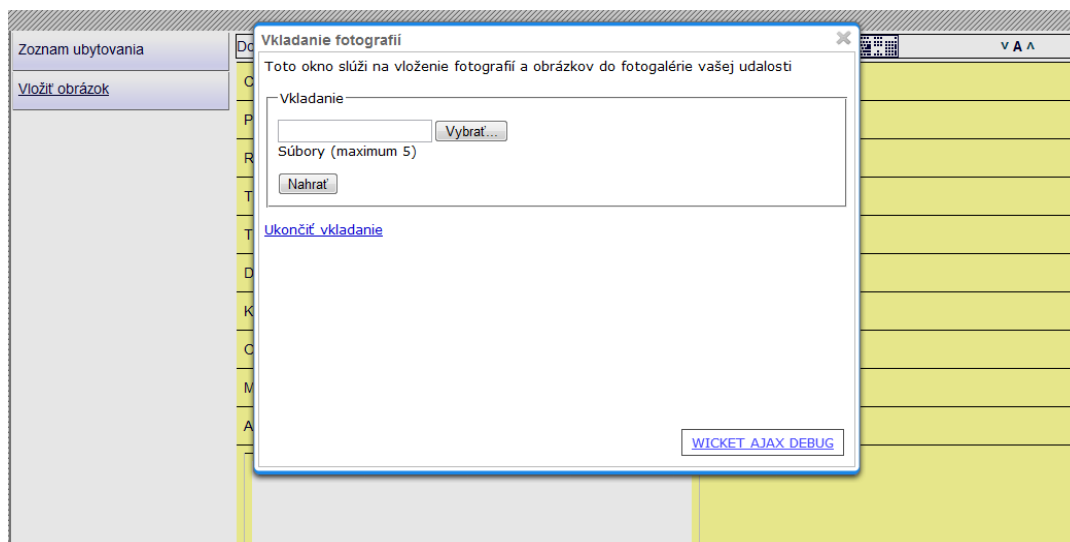 Zoznam ubytovania
Vložiť obrázok
Do
C
P
R
T
T
D
K
O
M
A
v A ʌ
Vkladanie fotografií
Toto okno slúži na vloženie fotografií a obrázkov do fotogalérie vašej udalosti
Vkladanie
Vybrať...
Súbory (maximum 5)
Nahrať
Ukončiť vkladanie
WICKET AJAX DEBUG